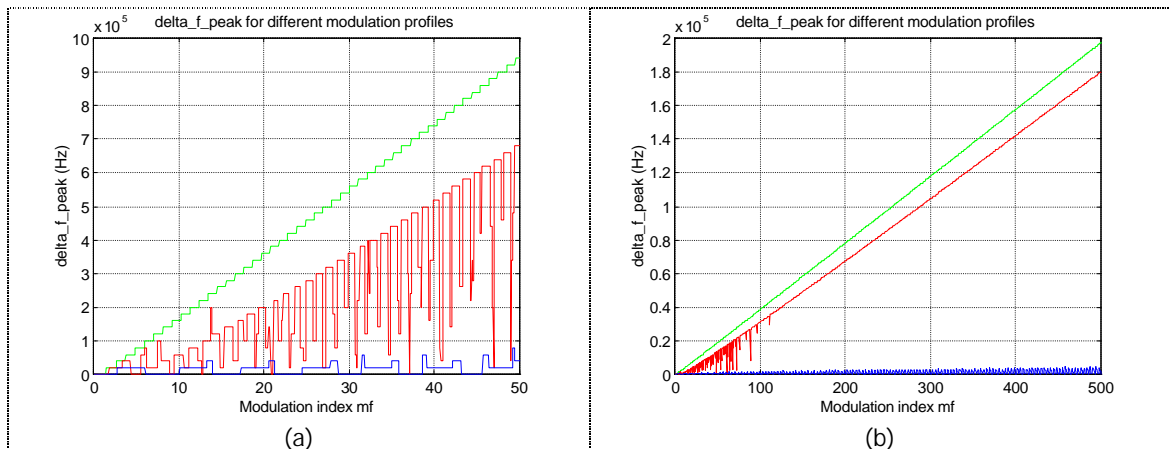 x 10^5
delta_f_peak for different modulation profiles
10
9
8
7
6
5
4
3
2
1
0
delta_f_peak (Hz)
0 10 20 30 40 50
Modulation index mf
(a)
x 10^5
delta_f_peak for different modulation profiles
2
1.8
1.6
1.4
1.2
1
0.8
0.6
0.4
0.2
0
delta_f_peak (Hz)
0 100 200 300 400 500
Modulation index mf
(b)